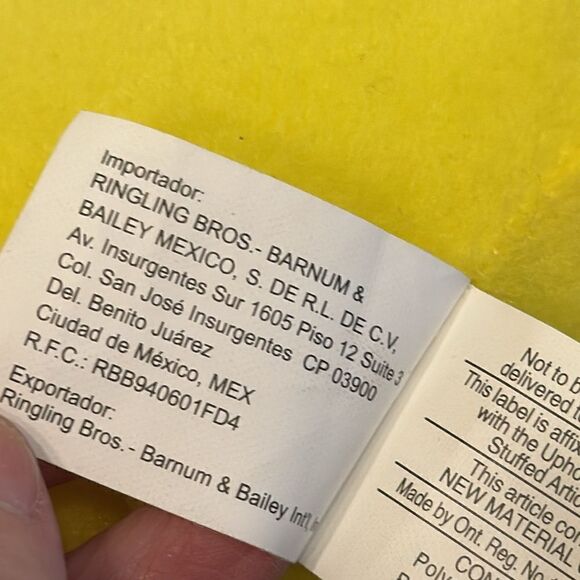 Importador:
RINGLING BROS.- BARNUM &
BAILEY MEXICO, S. DE R.L. DE C.V,
Av. Insurgentes Sur 1605 Piso 12 Suite 3
Col. San José Insurgentes CP 03900
Del. Benito Juárez
Ciudad de México, MEX
R.F.C.: RBB940601FD4
Exportador:
Ringling Bros. - Barnum & Bailey Int'l,
Not to b
delivered
This label is affix
with the Upho
Stuffed Artic
This article con
NEW MATERIAL
Made by Ont. Reg. No.
CO
Poly